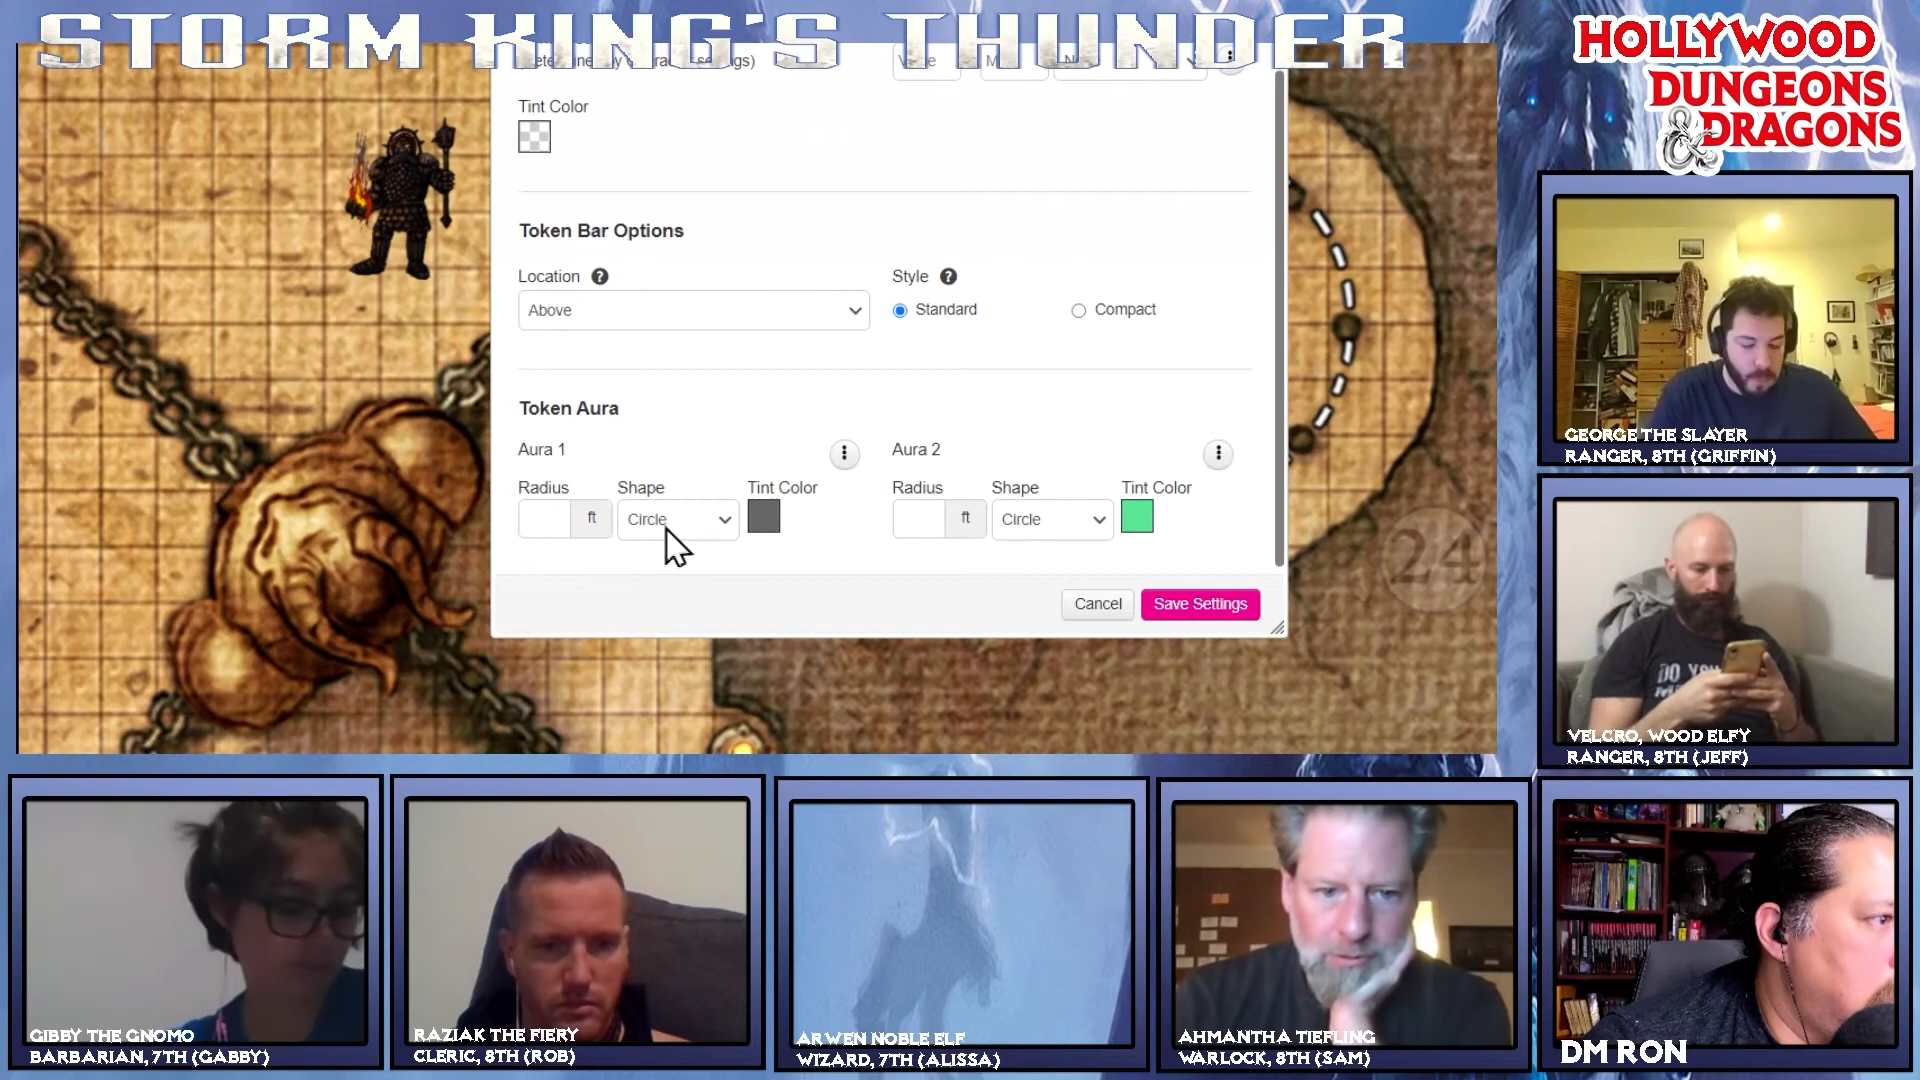 STORM KING'S THUNDER
HOLLYWOOD
DUNGEONS
& DRAGONS
Tint Color
Token Bar Options
Location ?
Style ?
Above
Standard
Compact
Token Aura
Aura 1
Aura 2
Radius
Shape
Tint Color
Radius
Shape
Tint Color
ft
Circle
ft
Circle
Cancel
Save Settings
24
GEORGE THE SLAYER
RANGER, 8TH (GRIFFIN)
DO YOU
VELCRO, WOOD ELFY
RANGER, 8TH (JEFF)
GIBBY THE GNOMO
BARBARIAN, 7TH (GABBY)
RAZIAK THE FIERY
CLERIC, 8TH (ROB)
ARWEN NOBLE ELF
WIZARD, 7TH (ALISSA)
AHMANTHA TIEFLING
WARLOCK, 8TH (SAM)
DM RON